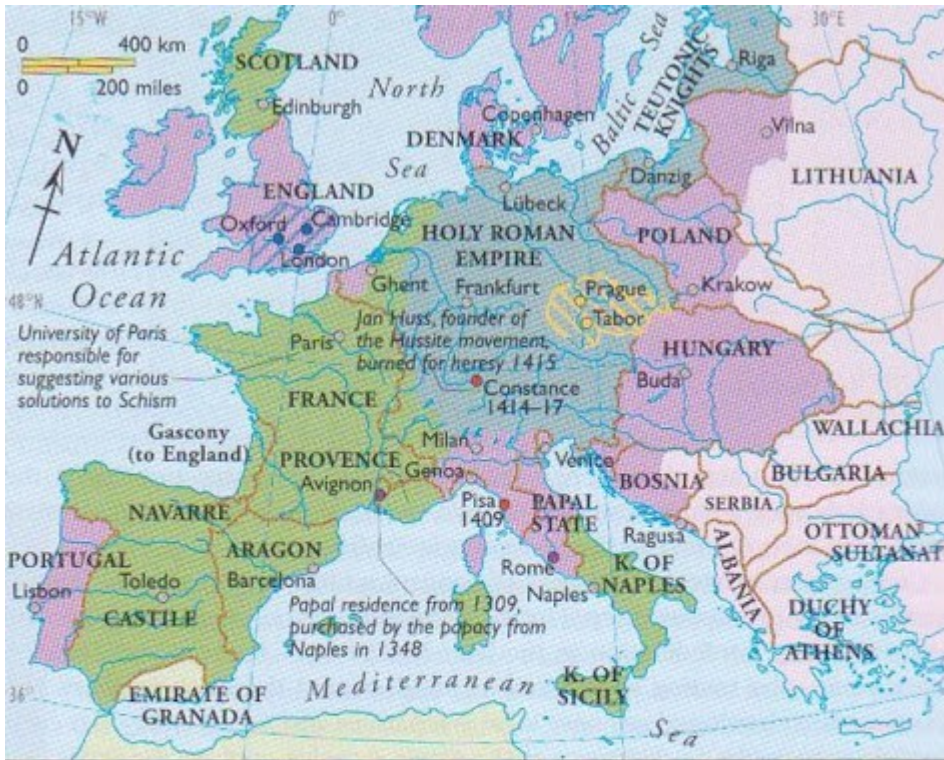 15°W
0°
15°
30°E
0 400 km
0 200 miles
N
SCOTLAND
Edinburgh
North
Sea
DENMARK
Copenhagen
Baltic Sea
TEUTONIC
KNIGHTS
Riga
Vilna
LITHUANIA
ENGLAND
Oxford
Cambridge
London
Lübeck
Danzig
HOLY ROMAN
EMPIRE
POLAND
Atlantic
Ocean
Ghent
Frankfurt
Prague
Tabor
Krakow
48°N
University of Paris
responsible for
suggesting various
solutions to Schism
Paris
Jan Huss, founder of
the Hussite movement,
burned for heresy 1415
HUNGARY
Buda
Constance
1414–17
FRANCE
Gascony
(to England)
Milan
Venice
WALLACHIA
PROVENCE
Avignon
Genoa
BOSNIA
BULGARIA
SERBIA
NAVARRE
Pisa
1409
PAPAL
STATE
Ragusa
OTTOMAN
SULTANAT
PORTUGAL
Lisbon
ARAGON
Barcelona
Toledo
CASTILE
Rome
Naples
K. OF
NAPLES
ALBANIA
DUCHY
OF
ATHENS
Papal residence from 1309,
purchased by the papacy from
Naples in 1348
36°
EMIRATE OF
GRANADA
Mediterranean
Sea
K. OF
SICILY